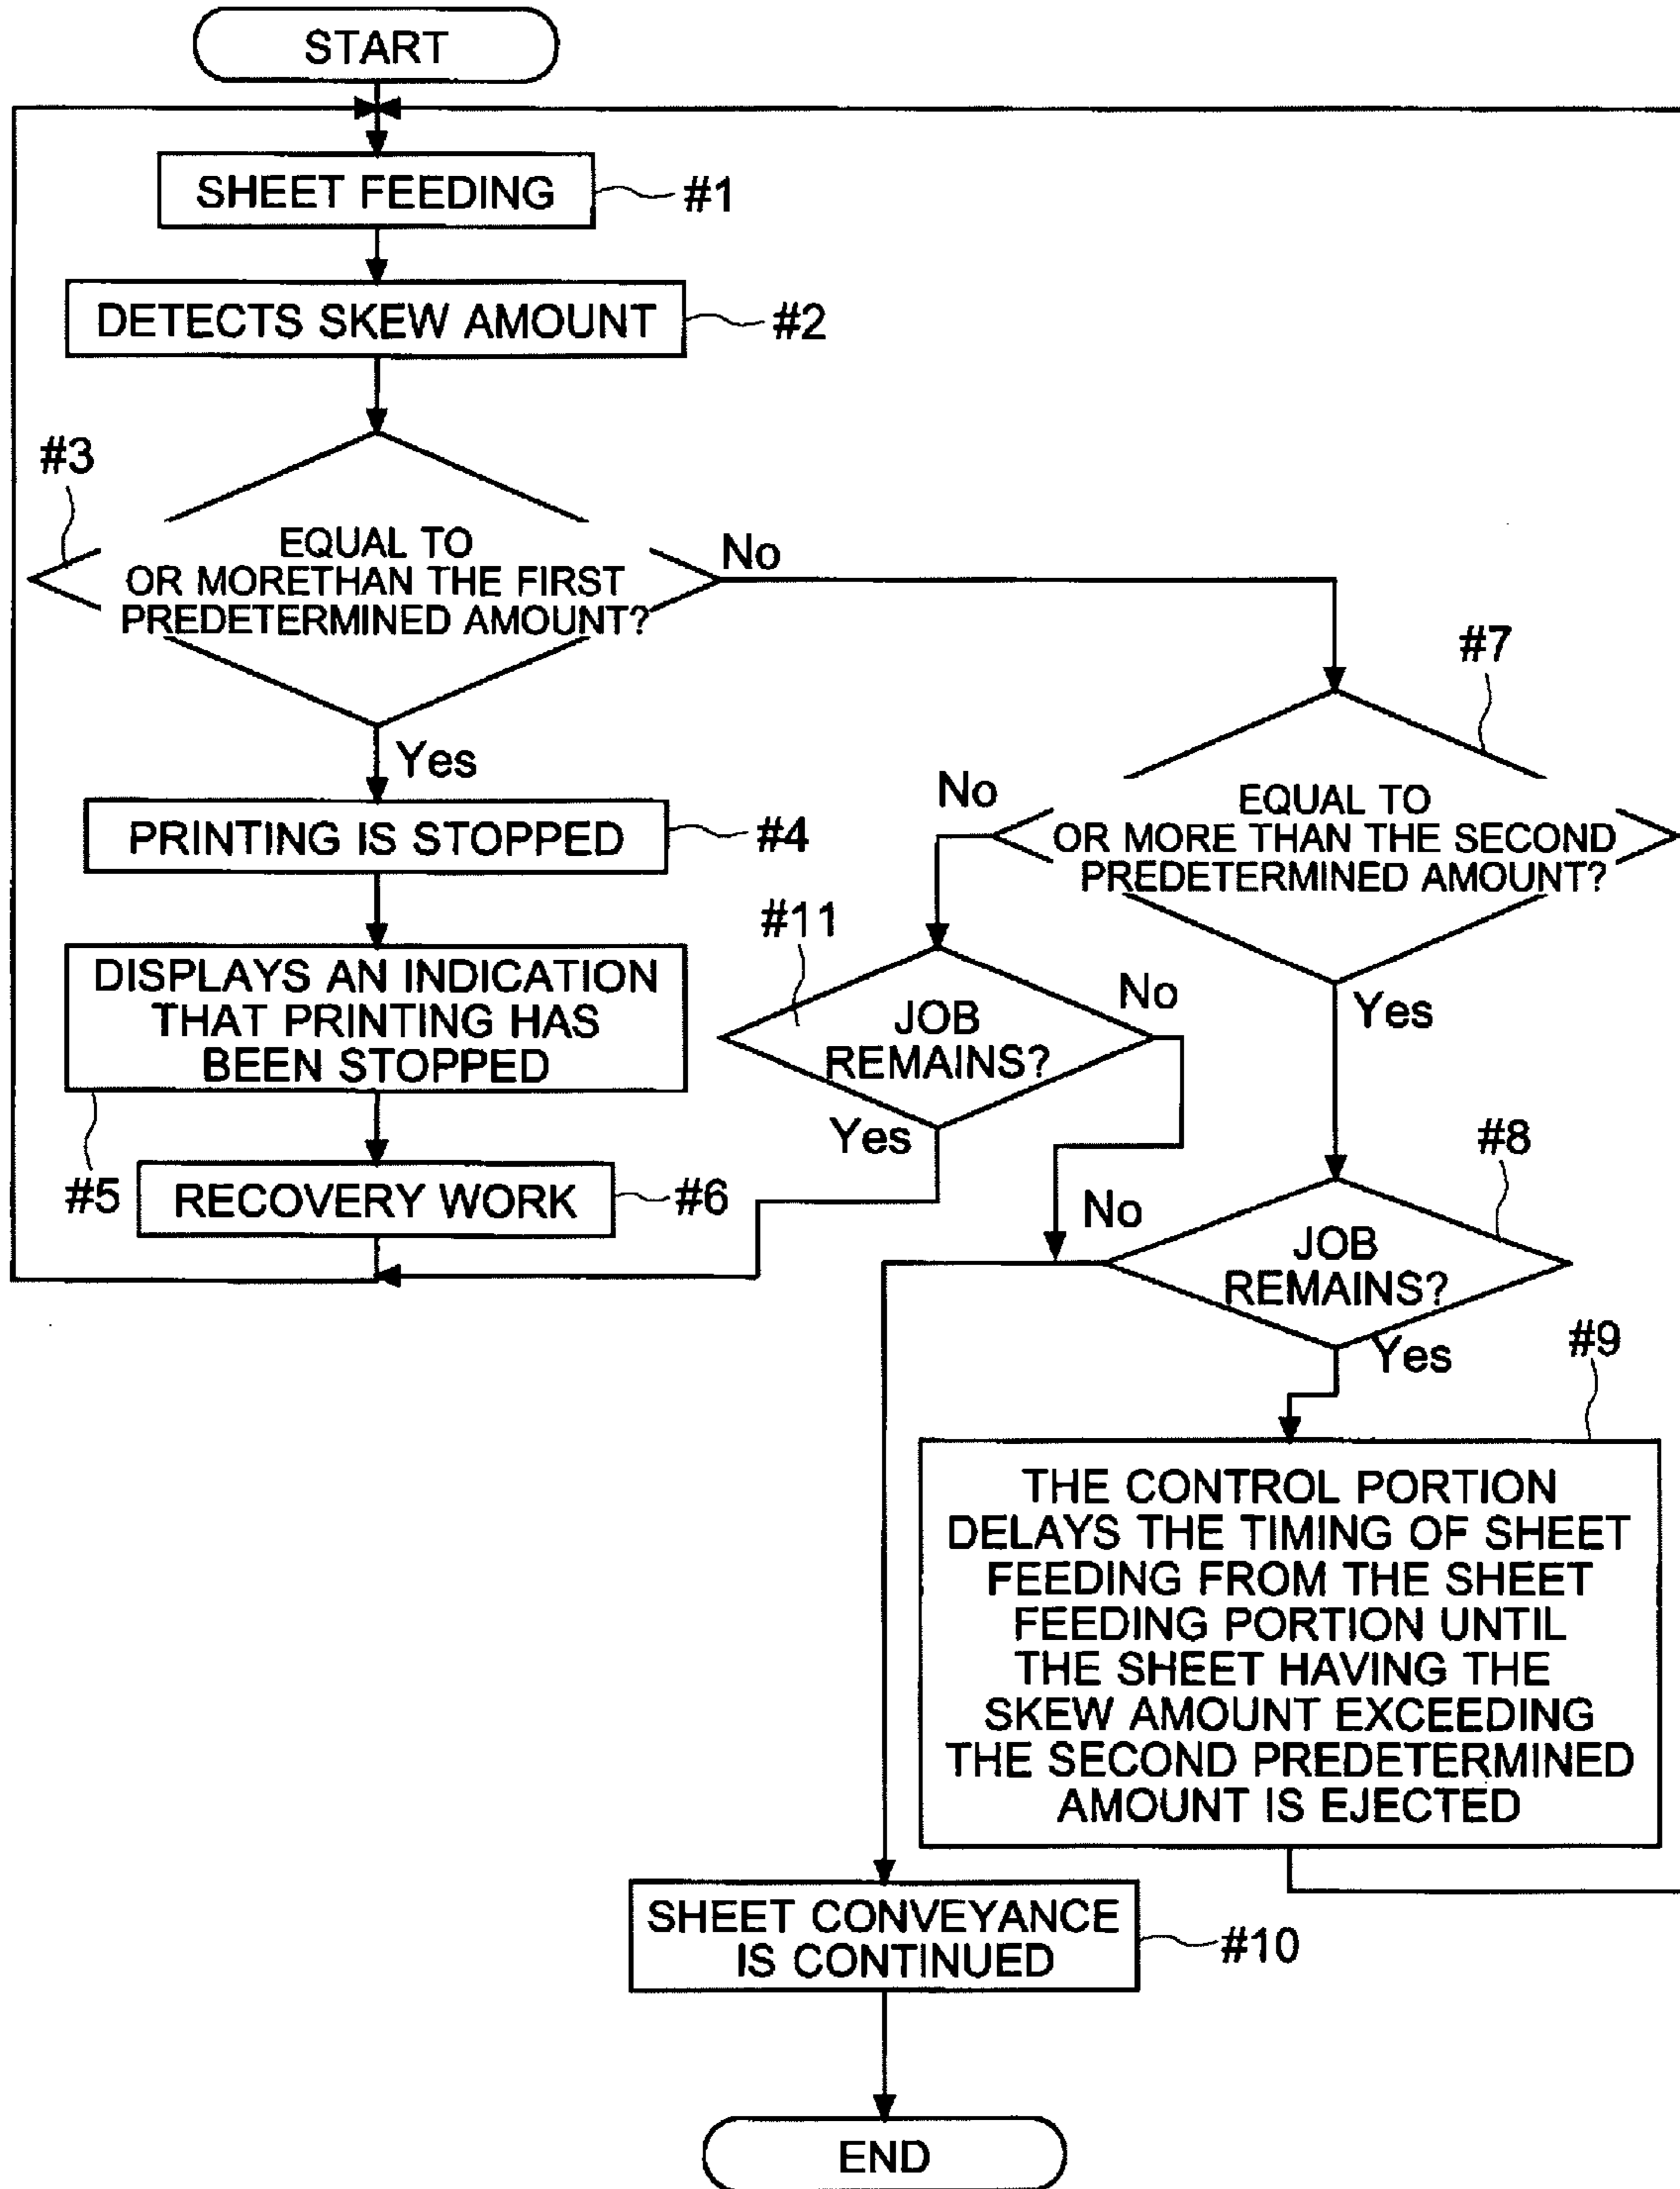 START
SHEET FEEDING
#1
DETECTS SKEW AMOUNT
#2
#3
EQUAL TO
OR MORETHAN THE FIRST
PREDETERMINED AMOUNT?
No
Yes
#7
EQUAL TO
OR MORE THAN THE SECOND
PREDETERMINED AMOUNT?
No
Yes
PRINTING IS STOPPED
#4
DISPLAYS AN INDICATION
THAT PRINTING HAS
BEEN STOPPED
#5
RECOVERY WORK
#6
#11
JOB
REMAINS?
No
Yes
#8
JOB
REMAINS?
No
Yes
#9
THE CONTROL PORTION
DELAYS THE TIMING OF SHEET
FEEDING FROM THE SHEET
FEEDING PORTION UNTIL
THE SHEET HAVING THE
SKEW AMOUNT EXCEEDING
THE SECOND PREDETERMINED
AMOUNT IS EJECTED
SHEET CONVEYANCE
IS CONTINUED
#10
END